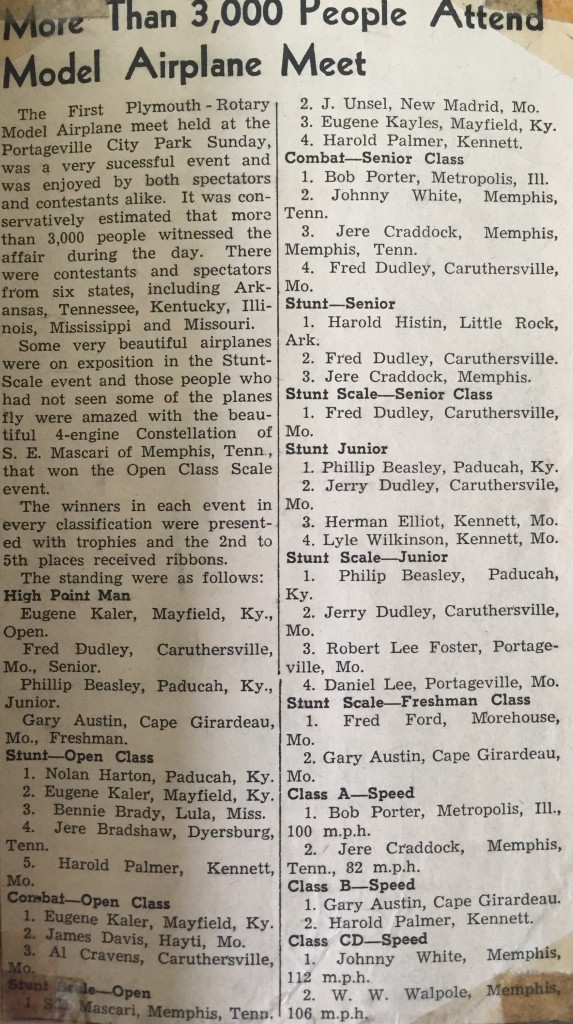 More Than 3,000 People Attend
Model Airplane Meet
The First Plymouth - Rotary
Model Airplane meet held at the
Portageville City Park Sunday,
was a very sucessful event and
was enjoyed by both spectators
and contestants alike. It was con-
servatively estimated that more
than 3,000 people witnessed the
affair during the day. There
were contestants and spectators
from six states, including Ark-
ansas, Tennessee, Kentucky, Illi-
nois, Mississippi and Missouri.
Some very beautiful airplanes
were on exposition in the Stunt-
Scale event and those people who
had not seen some of the planes
fly were amazed with the beau-
tiful 4-engine Constellation of
S. E. Mascari of Memphis, Tenn.,
that won the Open Class Scale
event.
The winners in each event in
every classification were present-
ed with trophies and the 2nd to
5th places received ribbons.
The standing were as follows:
High Point Man
Eugene Kaler, Mayfield, Ky.,
Open.
Fred Dudley, Caruthersville,
Mo., Senior.
Phillip Beasley, Paducah, Ky.,
Junior.
Gary Austin, Cape Girardeau,
Mo., Freshman.
Stunt—Open Class
1. Nolan Harton, Paducah, Ky.
2. Eugene Kaler, Mayfield, Ky.
3. Bennie Brady, Lula, Miss.
4. Jere Bradshaw, Dyersburg,
Tenn.
5. Harold Palmer, Kennett,
Mo.
Combat—Open Class
1. Eugene Kaler, Mayfield, Ky.
2. James Davis, Hayti, Mo.
3. Al Cravens, Caruthersville,
Mo.
Stunt Scale—Open
1. Mascari, Memphis, Tenn.
2. J. Unsel, New Madrid, Mo.
3. Eugene Kayles, Mayfield, Ky.
4. Harold Palmer, Kennett.
Combat—Senior Class
1. Bob Porter, Metropolis, Ill.
2. Johnny White, Memphis,
Tenn.
3. Jere Craddock, Memphis,
Memphis, Tenn.
4. Fred Dudley, Caruthersville,
Mo.
Stunt—Senior
1. Harold Histin, Little Rock,
Ark.
2. Fred Dudley, Caruthersville.
3. Jere Craddock, Memphis.
Stunt Scale—Senior Class
1. Fred Dudley, Caruthersville,
Mo.
Stunt Junior
1. Phillip Beasley, Paducah, Ky.
2. Jerry Dudley, Caruthersvile,
Mo.
3. Herman Elliot, Kennett, Mo.
4. Lyle Wilkinson, Kennett, Mo.
Stunt Scale—Junior
1. Philip Beasley, Paducah,
Ky.
2. Jerry Dudley, Caruthersville,
Mo.
3. Robert Lee Foster, Portage-
ville, Mo.
4. Daniel Lee, Portageville, Mo.
Stunt Scale—Freshman Class
1. Fred Ford, Morehouse,
Mo.
2. Gary Austin, Cape Girardeau,
Mo.
Class A—Speed
1. Bob Porter, Metropolis, Ill.,
100 m.p.h.
2. Jere Craddock, Memphis,
Tenn., 82 m.p.h.
Class B—Speed
1. Gary Austin, Cape Girardeau.
2. Harold Palmer, Kennett.
Class CD—Speed
1. Johnny White, Memphis,
112 m.p.h.
2. W. W. Walpole, Memphis,
106 m.p.h.